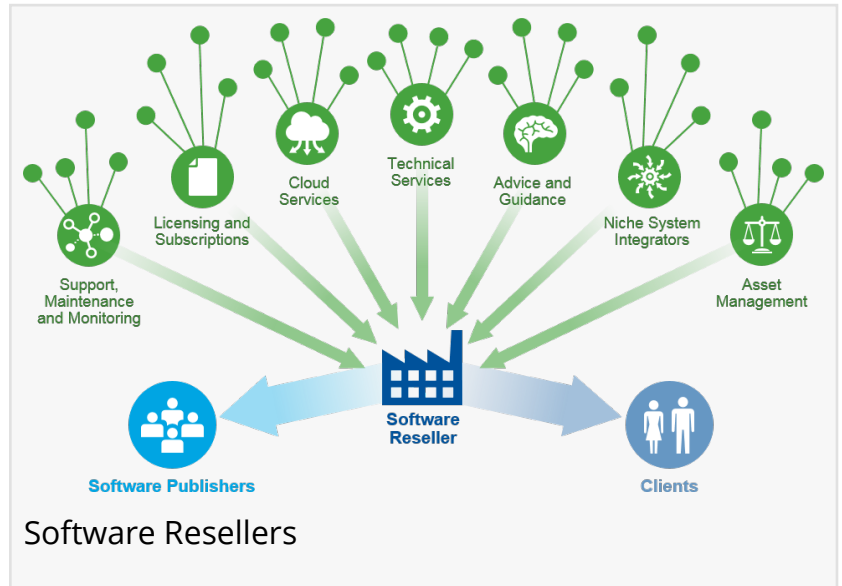 Technical
Services
Cloud
Services
Advice and
Guidance
Licensing and
Subscriptions
Niche System
Integrators
Support,
Maintenance
and Monitoring
Asset
Management
Software
Reseller
Software Publishers
Clients
Software Resellers